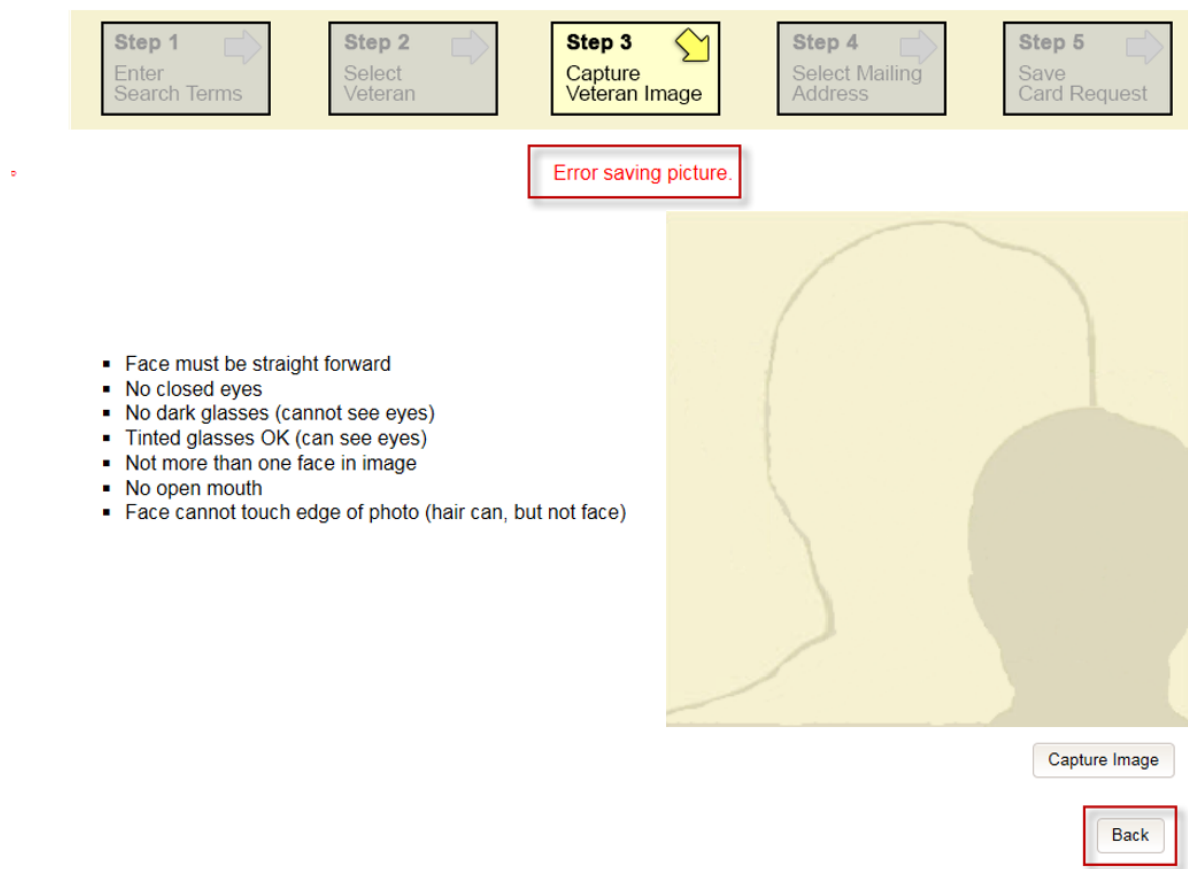 Step 1
Enter
Search Terms
Step 2
Select
Veteran
Step 3
Capture
Veteran Image
Step 4
Select Mailing
Address
Step 5
Save
Card Request
Error saving picture.
▪ Face must be straight forward
▪ No closed eyes
▪ No dark glasses (cannot see eyes)
▪ Tinted glasses OK (can see eyes)
▪ Not more than one face in image
▪ No open mouth
▪ Face cannot touch edge of photo (hair can, but not face)
Capture Image
Back